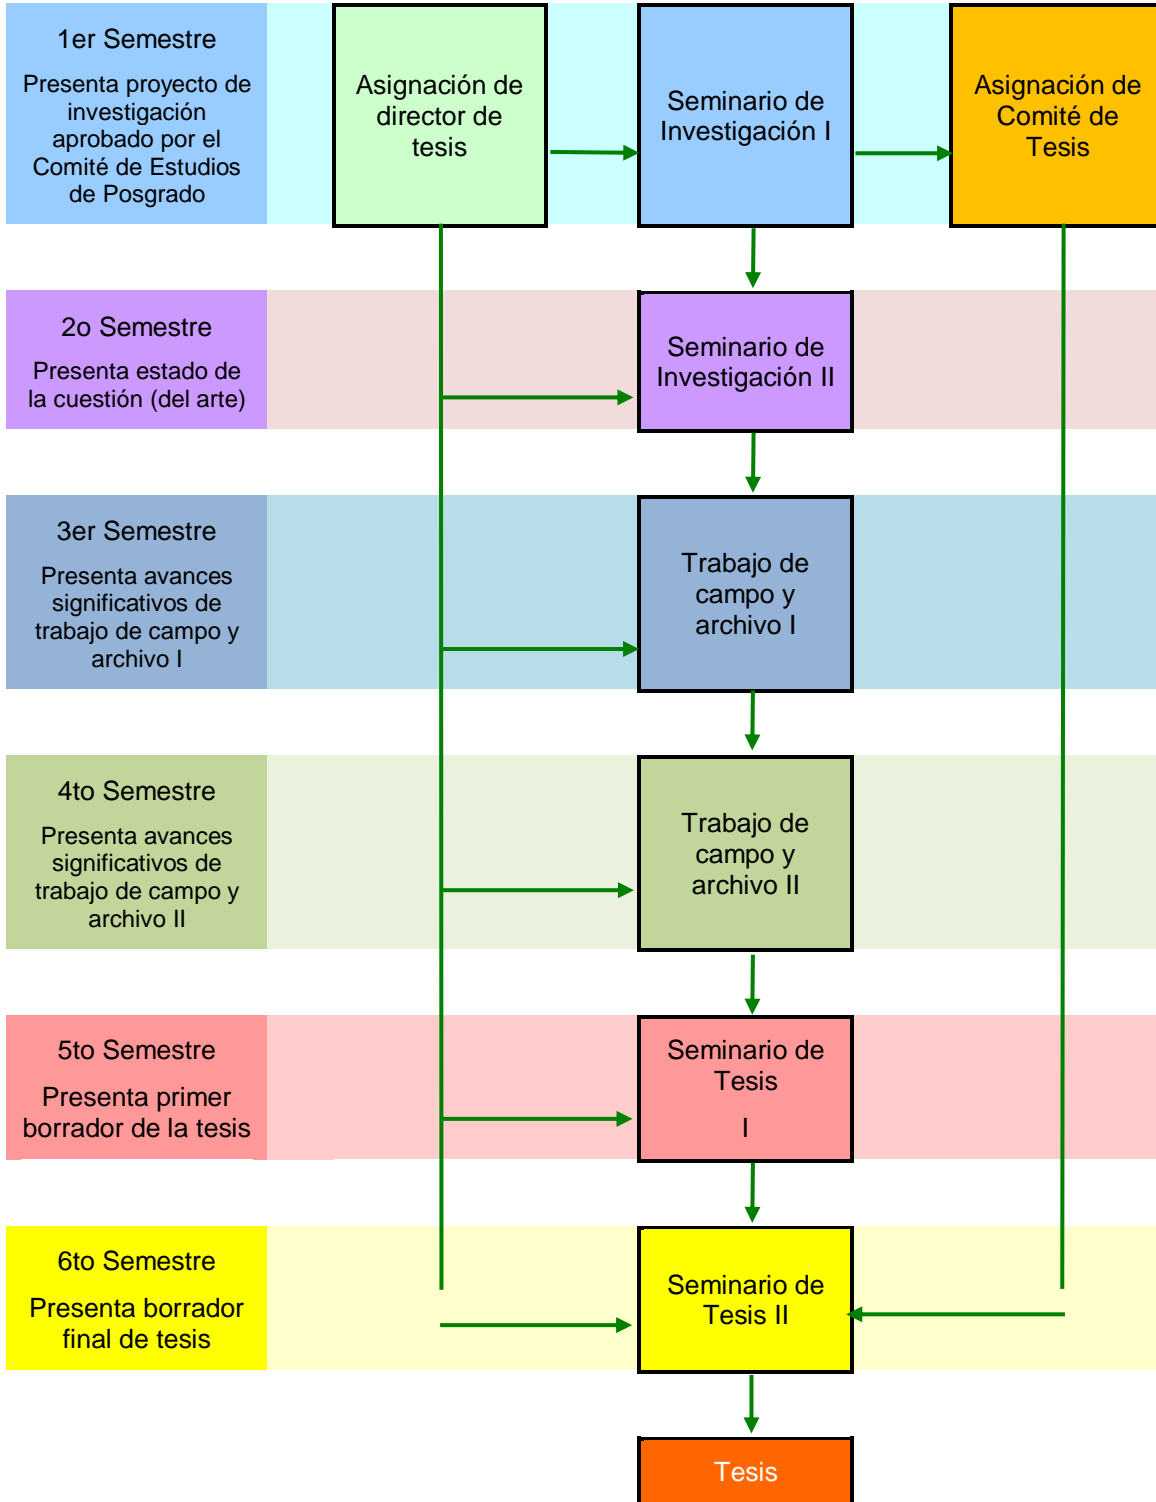 1er Semestre
Presenta proyecto de
investigación
aprobado por el
Comité de Estudios
de Posgrado
Asignación de
director de
tesis
Seminario de
Investigación I
Asignación de
Comité de
Tesis
2o Semestre
Presenta estado de
la cuestión (del arte)
Seminario de
Investigación II
3er Semestre
Presenta avances
significativos de
trabajo de campo y
archivo I
Trabajo de
campo y
archivo I
4to Semestre
Presenta avances
significativos de
trabajo de campo y
archivo II
Trabajo de
campo y
archivo II
5to Semestre
Presenta primer
borrador de la tesis
Seminario de
Tesis
I
6to Semestre
Presenta borrador
final de tesis
Seminario de
Tesis II
Tesis